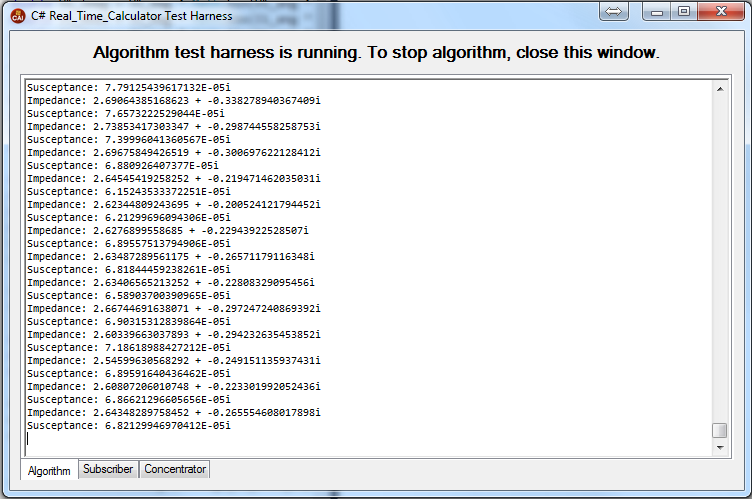 CAI
C# Real_Time_Calculator Test Harness
Algorithm test harness is running. To stop algorithm, close this window.
Susceptance: 7.79125439617132E-05i
Impedance: 2.69064385168623 + -0.338278940367409i
Susceptance: 7.6573222529044E-05i
Impedance: 2.73853417303347 + -0.298744558258753i
Susceptance: 7.39996041360567E-05i
Impedance: 2.69675849426519 + -0.300697622128412i
Susceptance: 6.880926407377E-05i
Impedance: 2.64545419258252 + -0.219471462035031i
Susceptance: 6.15243533372251E-05i
Impedance: 2.62344809243695 + -0.200524121794452i
Susceptance: 6.21299696094306E-05i
Impedance: 2.6276899558685 + -0.229439222528507i
Susceptance: 6.89557513794906E-05i
Impedance: 2.63487289561175 + -0.265711791163481i
Susceptance: 6.81844459238261E-05i
Impedance: 2.63406565213252 + -0.22808329095456i
Susceptance: 6.58903700390965E-05i
Impedance: 2.66744691638071 + -0.297247240869392i
Susceptance: 6.90315312839864E-05i
Impedance: 2.60339663037893 + -0.294232635453852i
Susceptance: 7.18618988427212E-05i
Impedance: 2.54599630568292 + -0.249151135937431i
Susceptance: 6.89591640436462E-05i
Impedance: 2.60807206010748 + -0.223301992052436i
Susceptance: 6.86621296605656E-05i
Impedance: 2.64348289758452 + -0.265554608017898i
Susceptance: 6.82129946970412E-05i
Algorithm Subscriber Concentrator